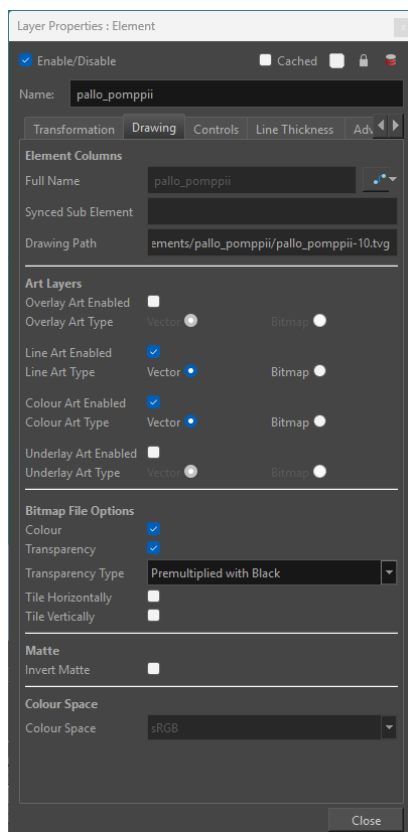 Layer Properties : Element
Enable/Disable
Cached
Name: pallo_pomppii
Transformation Drawing Controls Line Thickness Adv
Element Columns
Full Name pallo_pomppii
Synced Sub Element
Drawing Path ements/pallo_pomppii/pallo_pomppii-10.tvg
Art Layers
Overlay Art Enabled
Overlay Art Type Vector Bitmap
Line Art Enabled
Line Art Type Vector Bitmap
Colour Art Enabled
Colour Art Type Vector Bitmap
Underlay Art Enabled
Underlay Art Type Vector Bitmap
Bitmap File Options
Colour
Transparency
Transparency Type Premultiplied with Black
Tile Horizontally
Tile Vertically
Matte
Invert Matte
Colour Space
Colour Space sRGB
Close